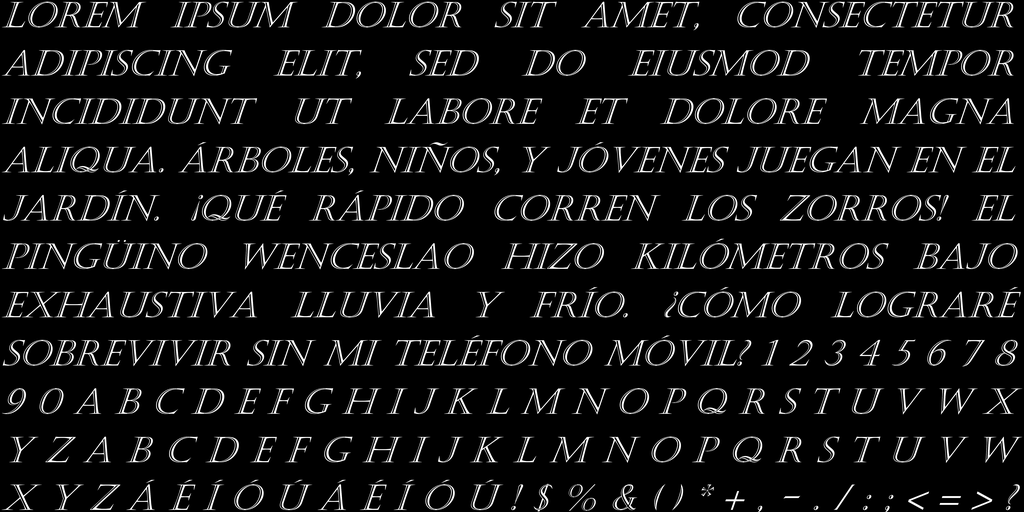 LOREM IPSUM DOLOR SIT AMET, CONSECTETUR
ADIPISCING ELIT, SED DO EIUSMOD TEMPOR
INCIDIDUNT UT LABORE ET DOLORE MAGNA
ALIQUA. ÁRBOLES, NIÑOS, Y JÓVENES JUEGAN EN EL
JARDÍN. ¡QUÉ RÁPIDO CORREN LOS ZORROS! EL
PINGÜINO WENCESLAO HIZO KILÓMETROS BAJO
EXHAUSTIVA LLUVIA Y FRÍO. ¿CÓMO LOGRARÉ
SOBREVIVIR SIN MI TELÉFONO MÓVIL? 1 2 3 4 5 6 7 8
9 0 A B C D E F G H I J K L M N O P Q R S T U V W X
Y Z A B C D E F G H I J K L M N O P Q R S T U V W
X Y Z Á É Í Ó Ú Á É Í Ó Ú ! $ % & ( ) * + , - . / : ; < = > ?